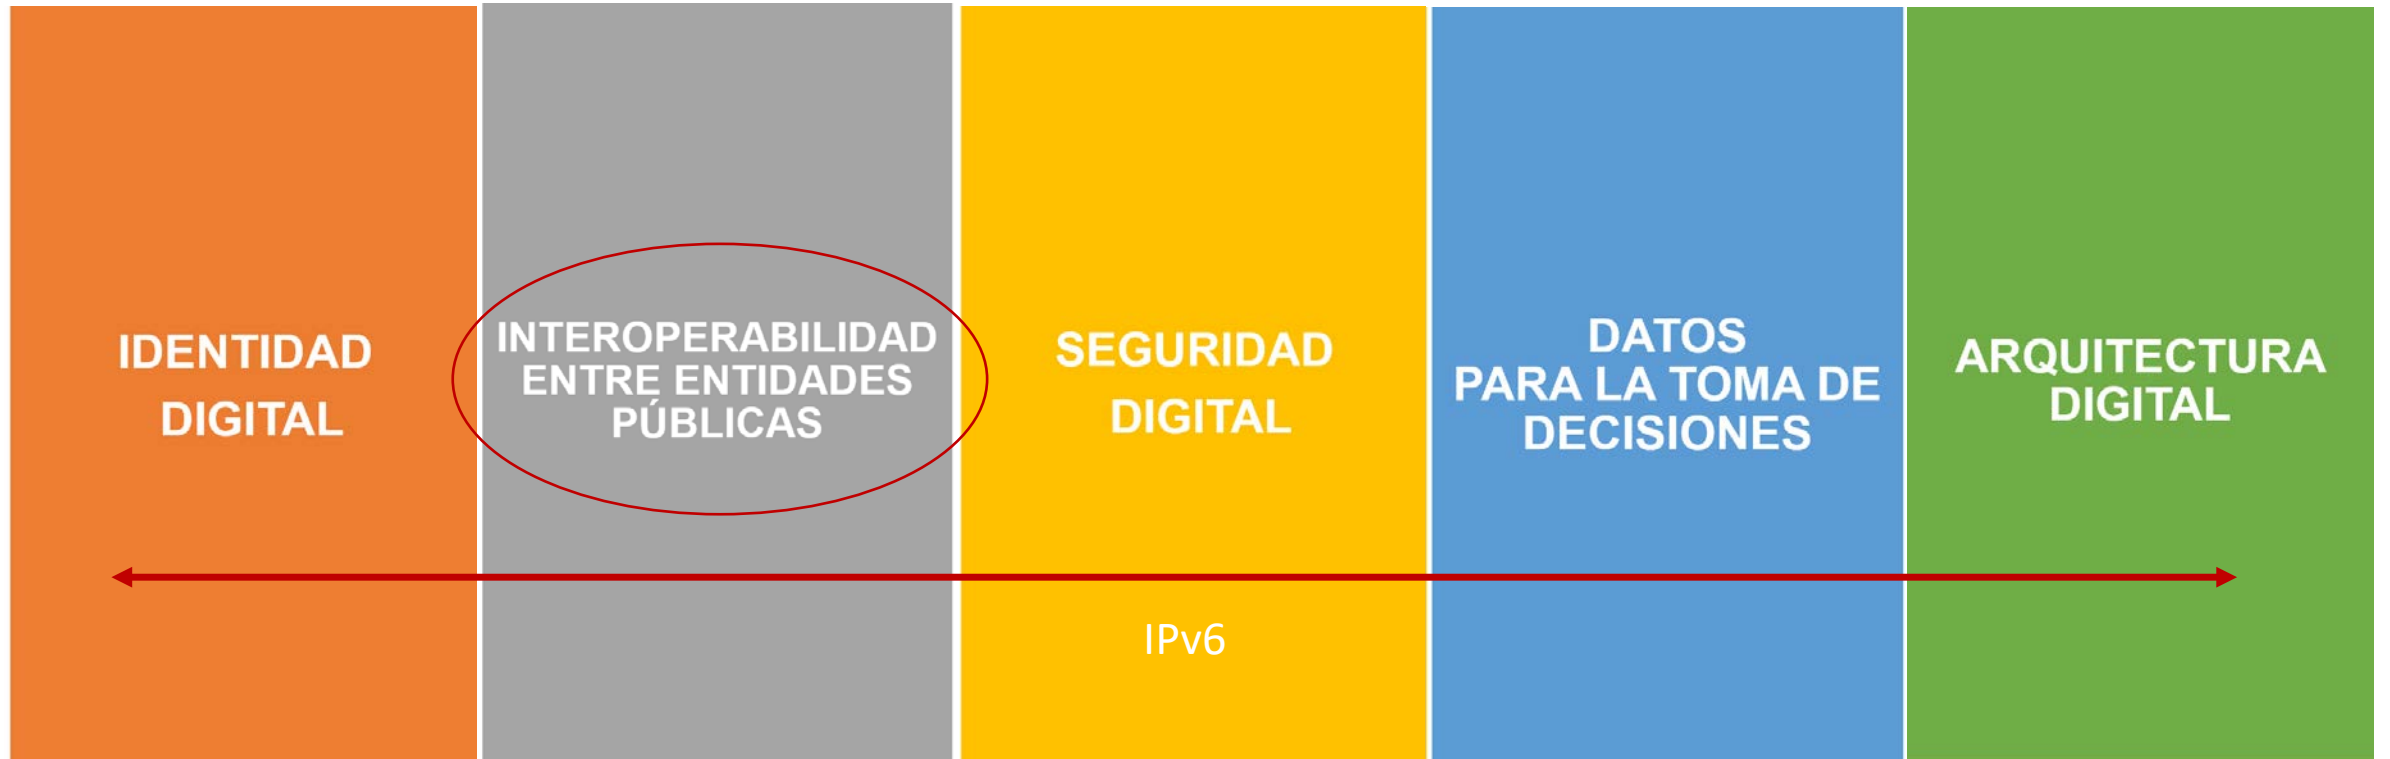 IDENTIDAD
DIGITAL
INTEROPERABILIDAD
ENTRE ENTIDADES
PÚBLICAS
SEGURIDAD
DIGITAL
DATOS
PARA LA TOMA DE
DECISIONES
ARQUITECTURA
DIGITAL
IPv6